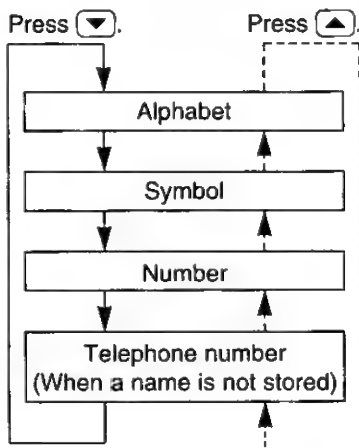 Press ▼. Press ▲.
Alphabet
Symbol
Number
Telephone number
(When a name is not stored)